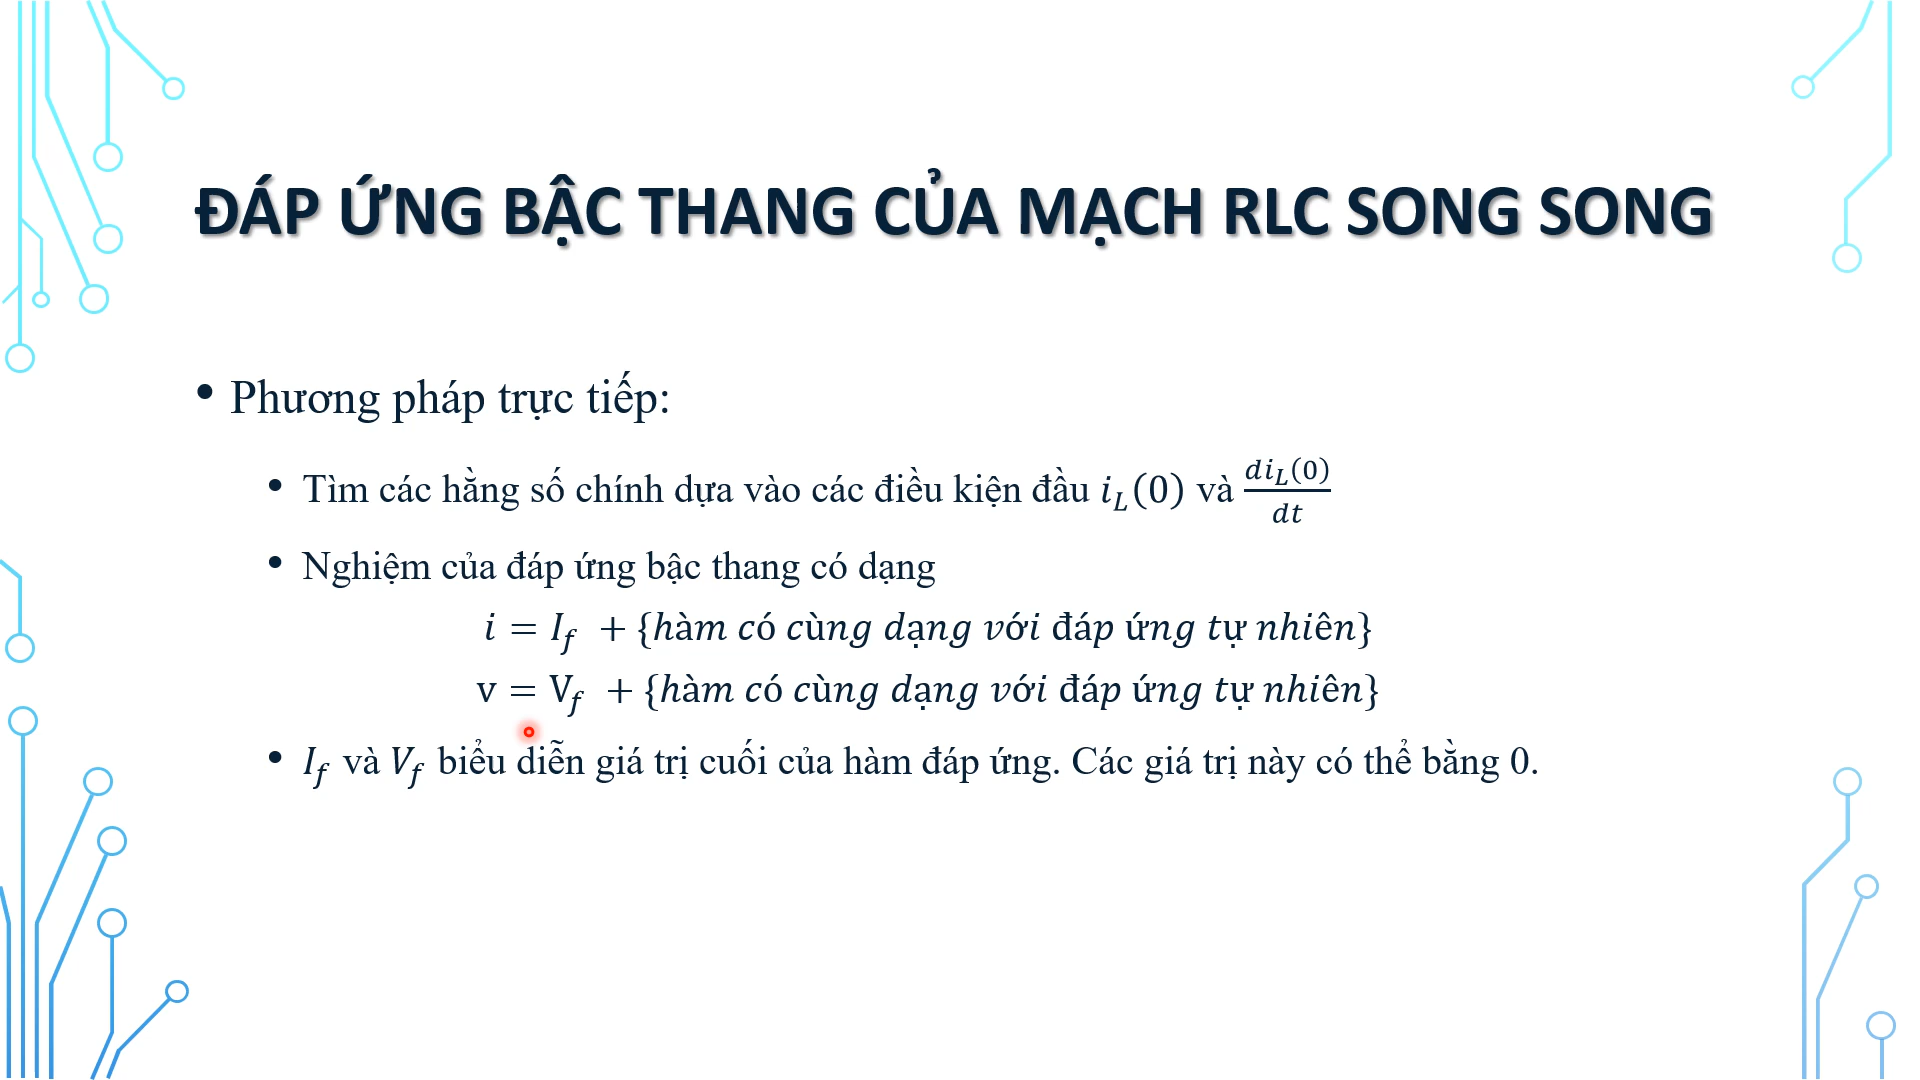 ĐÁP ỨNG BẬC THANG CỦA MẠCH RLC SONG SONG
• Phương pháp trực tiếp:
• Tìm các hằng số chính dựa vào các điều kiện đầu $i_L(0)$ và $\frac{di_L(0)}{dt}$
• Nghiệm của đáp ứng bậc thang có dạng
$i = I_f$ + {hàm có cùng dạng với đáp ứng tự nhiên}
$v = V_f$ + {hàm có cùng dạng với đáp ứng tự nhiên}
• $I_f$ và $V_f$ biểu diễn giá trị cuối của hàm đáp ứng. Các giá trị này có thể bằng 0.